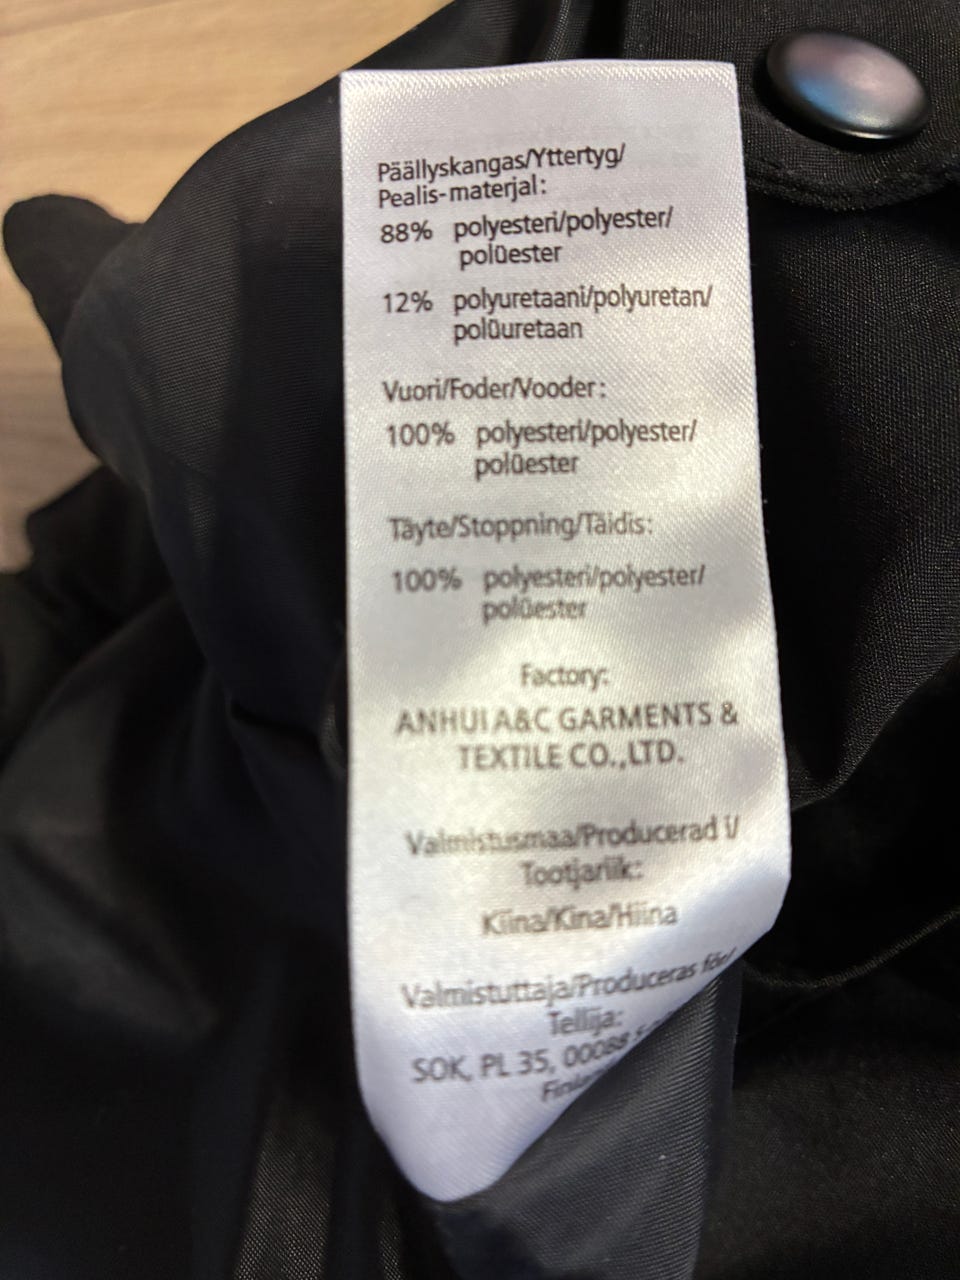 Päällyskangas/Yttertyg/
Pealis-materjal:
88% polyesteri/polyester/
polüester
12% polyuretaani/polyuretan/
polüuretaan
Vuori/Foder/Vooder:
100% polyesteri/polyester/
polüester
Täyte/Stoppning/Täidis:
100% polyesteri/polyester/
polüester
Factory:
ANHUI A&C GARMENTS &
TEXTILE CO.,LTD.
Valmistusmaa/Producerad i/
Tootjariik:
Kiina/Kina/Hiina
Valmistuttaja/Produceras för/
Tellija:
SOK, PL 35, 00088